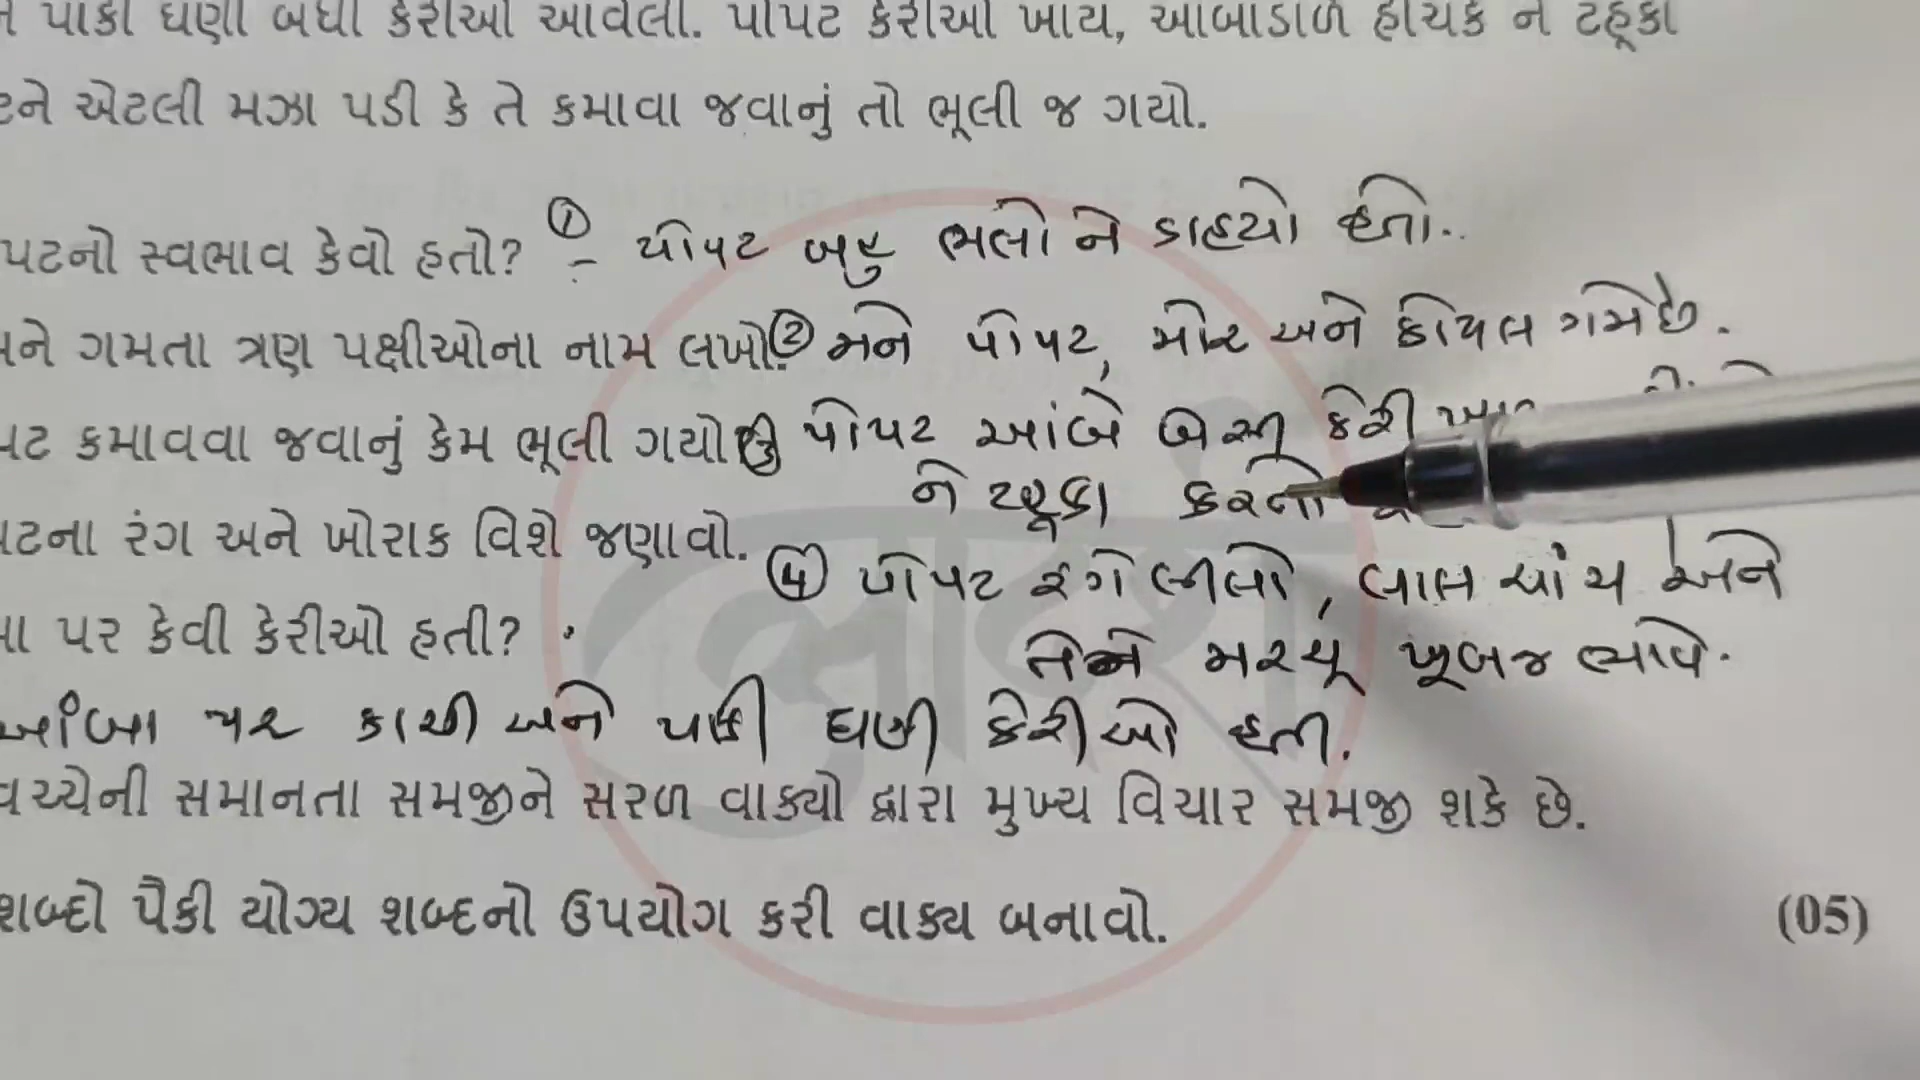 પાકી ઘણી બધી કેરીઓ આવેલી. પોપટ કેરીઓ ખાય, આંબાડાળે હીંચકે ને ટહૂકા
એટલી મઝા પડી કે તે કમાવા જવાનું તો ભૂલી જ ગયો.
પટનો સ્વભાવ કેવો હતો? ① - પોપટ બહુ ભલો ને ડાહયો હતો.
મને ગમતા ત્રણ પક્ષીઓના નામ લખો. ② મને પોપટ, મોર અને કોયલ ગમે છે.
પટ કમાવવા જવાનું કેમ ભૂલી ગયો ③ પોપટ આંબે બેસી કેરી
ને ટહૂકા કરતો
પટના રંગ અને ખોરાક વિશે જણાવો.
④ પોપટ રંગે લીલો, લાલ ચાંચ અને
પર કેવી કેરીઓ હતી?
તેને મરચૂં ખૂબજ ભાવે.
આંબા પર કાચી અને પકી ઘણી કેરીઓ હતી.
વચ્ચેની સમાનતા સમજીને સરળ વાક્યો દ્વારા મુખ્ય વિચાર સમજી શકે છે.
શબ્દો પૈકી યોગ્ય શબ્દનો ઉપયોગ કરી વાક્ય બનાવો. (05)